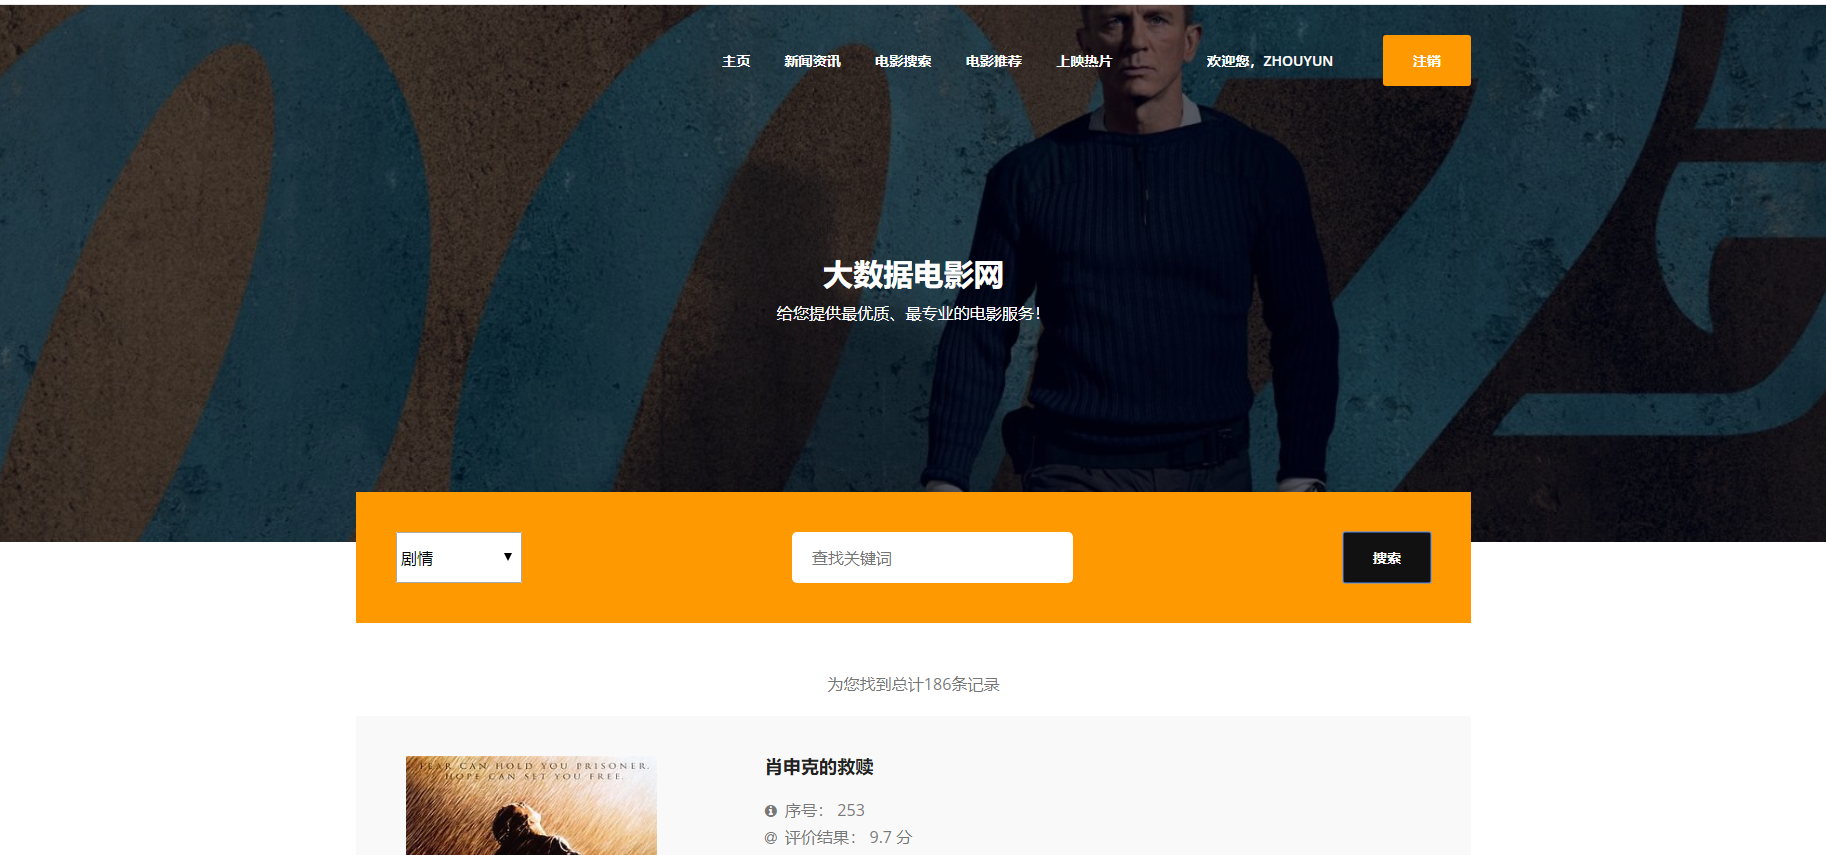 主页 新闻资讯 电影搜索 电影推荐 上映热片 欢迎您，ZHOUYUN 注销
007
大数据电影网
给您提供最优质、最专业的电影服务！
剧情 查找关键词 搜索
为您找到总计186条记录
FEAR CAN HOLD YOU PRISONER.
HOPE CAN SET YOU FREE.
肖申克的救赎
序号： 253
评价结果： 9.7 分